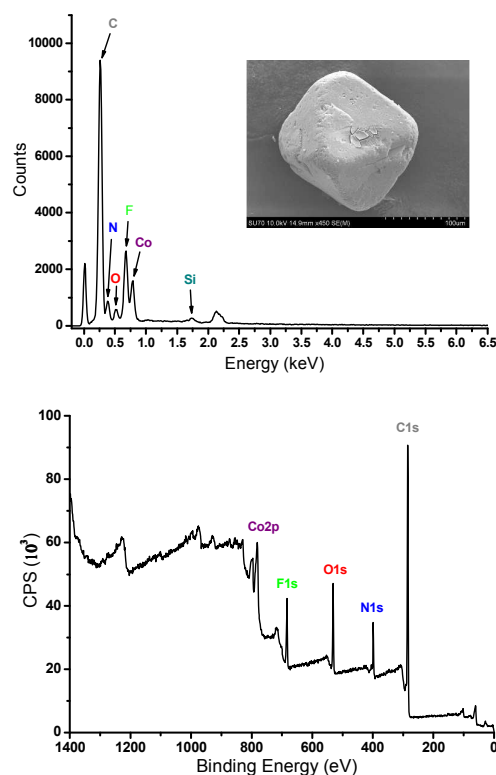 10000
8000
6000
4000
2000
0
Counts
C
N
O
F
Co
Si
SU70 10.0kV 14.9mm x450 SE(M) 100um
0.0 0.5 1.0 1.5 2.0 2.5 3.0 3.5 4.0 4.5 5.0 5.5 6.0 6.5
Energy (keV)
100
80
60
40
20
0
CPS (10³)
Co2p
F1s
O1s
N1s
C1s
1400 1200 1000 800 600 400 200 0
Binding Energy (eV)